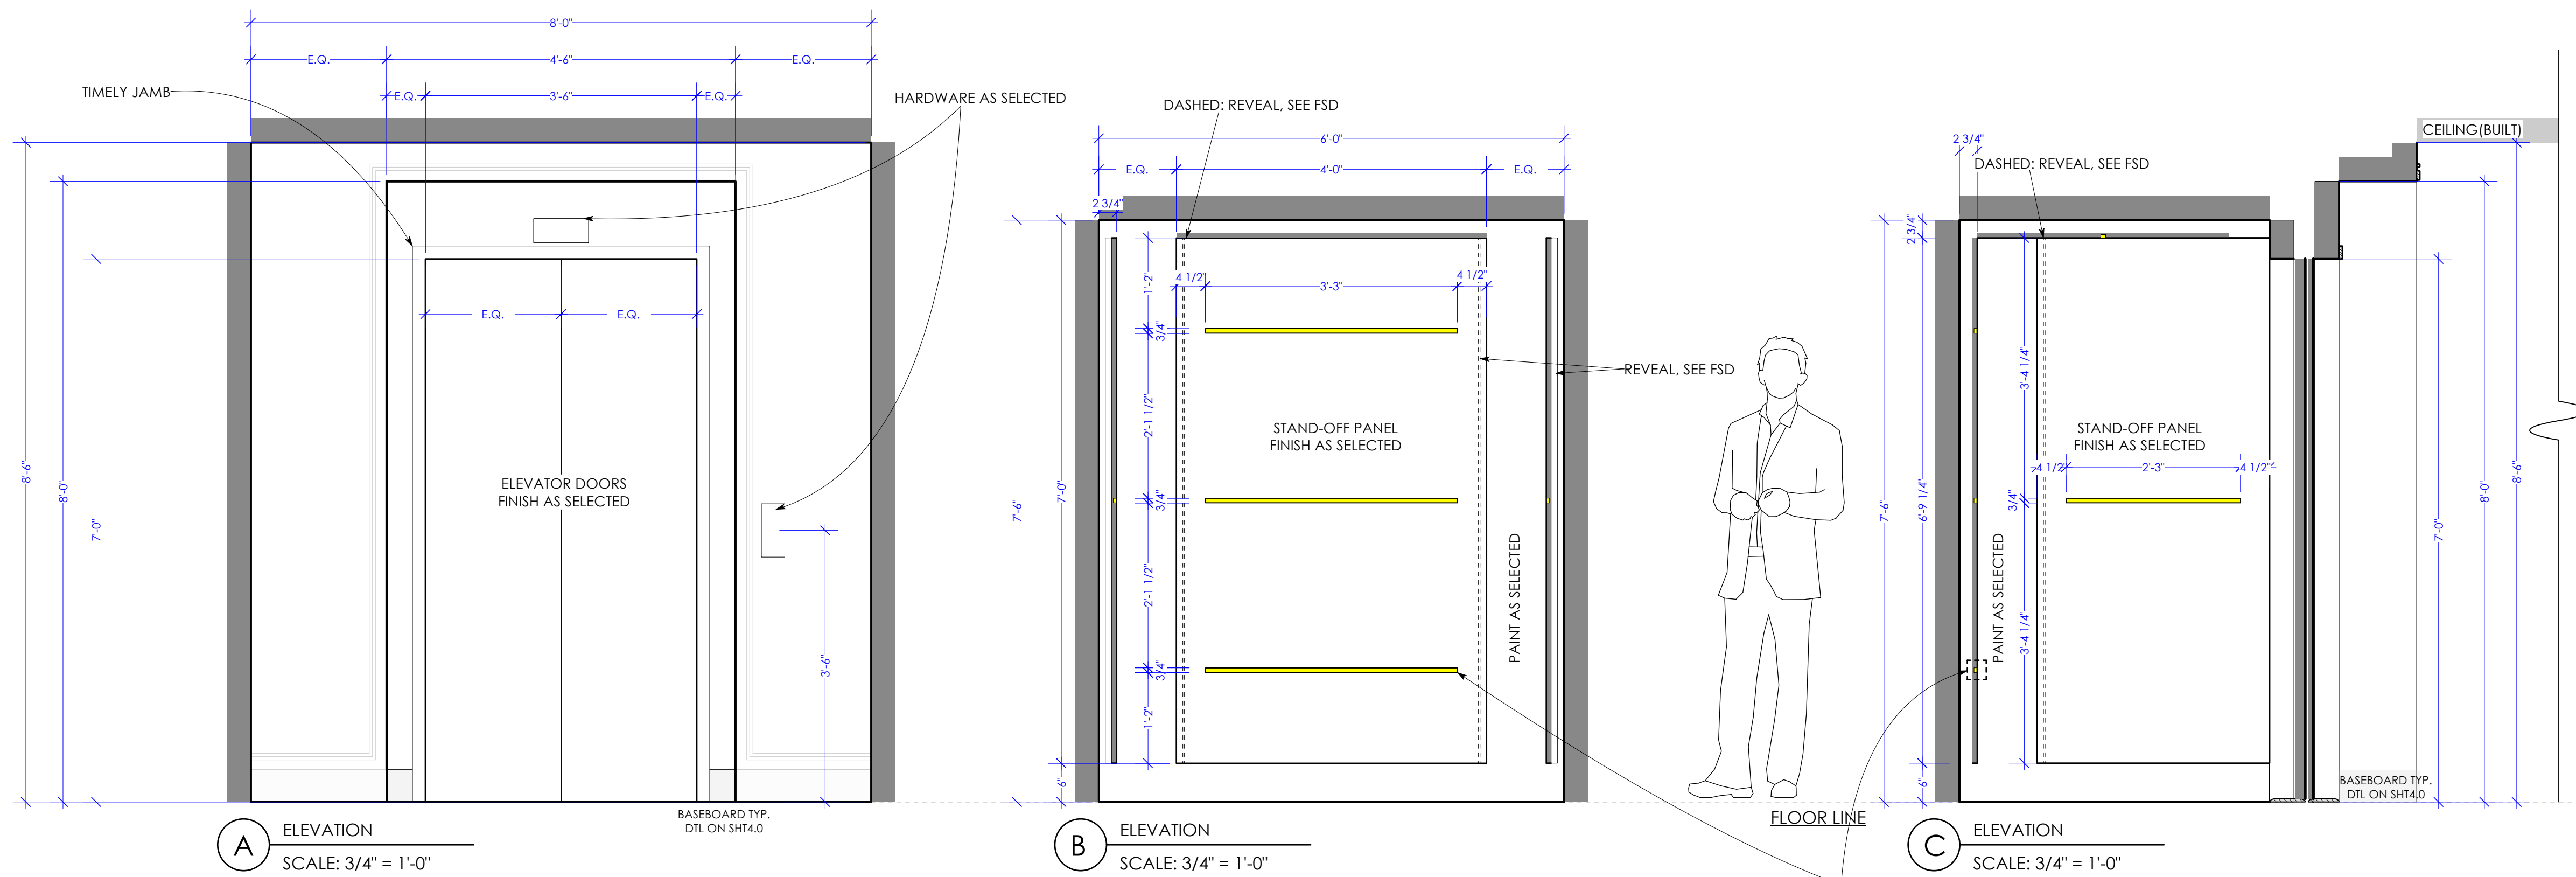 8'-0"
E.Q.
4'-6"
E.Q.
E.Q.
3'-6"
E.Q.
TIMELY JAMB
HARDWARE AS SELECTED
E.Q.
E.Q.
8'-6"
8'-0"
7'-0"
ELEVATOR DOORS
FINISH AS SELECTED
3'-6"
BASEBOARD TYP.
DTL ON SHT4.0
A
ELEVATION
SCALE: 3/4" = 1'-0"
DASHED: REVEAL, SEE FSD
6'-0"
E.Q.
4'-0"
E.Q.
2 3/4"
4 1/2"
3'-3"
4 1/2"
1'-2"
3/4"
2'-1 1/2"
3/4"
2'-1 1/2"
3/4"
1'-2"
7'-6"
7'-0"
6"
REVEAL, SEE FSD
STAND-OFF PANEL
FINISH AS SELECTED
PAINT AS SELECTED
B
ELEVATION
SCALE: 3/4" = 1'-0"
FLOOR LINE
2 3/4"
DASHED: REVEAL, SEE FSD
CEILING(BUILT)
2 3/4"
7'-6"
6'-9 1/4"
6"
3'-4 1/4"
3/4"
3'-4 1/4"
STAND-OFF PANEL
FINISH AS SELECTED
4 1/2"
2'-3"
4 1/2"
PAINT AS SELECTED
7'-0"
8'-0"
8'-6"
BASEBOARD TYP.
DTL ON SHT4.0
C
ELEVATION
SCALE: 3/4" = 1'-0"